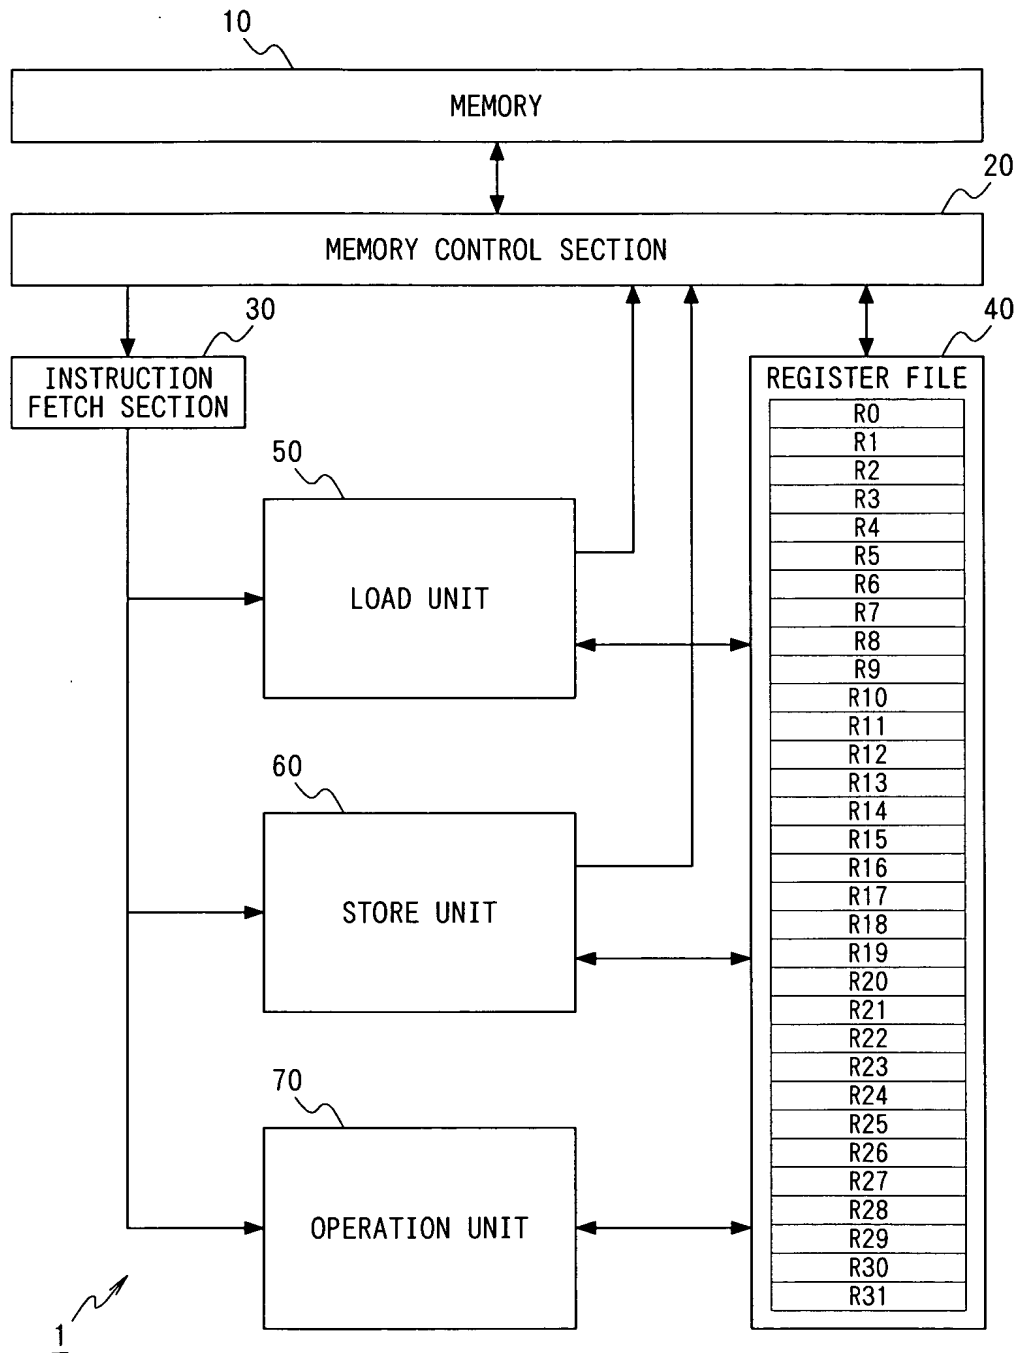 10
MEMORY
20
MEMORY CONTROL SECTION
30
INSTRUCTION
FETCH SECTION
40
REGISTER FILE
R0
R1
R2
R3
R4
R5
R6
R7
R8
R9
R10
R11
R12
R13
R14
R15
R16
R17
R18
R19
R20
R21
R22
R23
R24
R25
R26
R27
R28
R29
R30
R31
50
LOAD UNIT
60
STORE UNIT
70
OPERATION UNIT
1